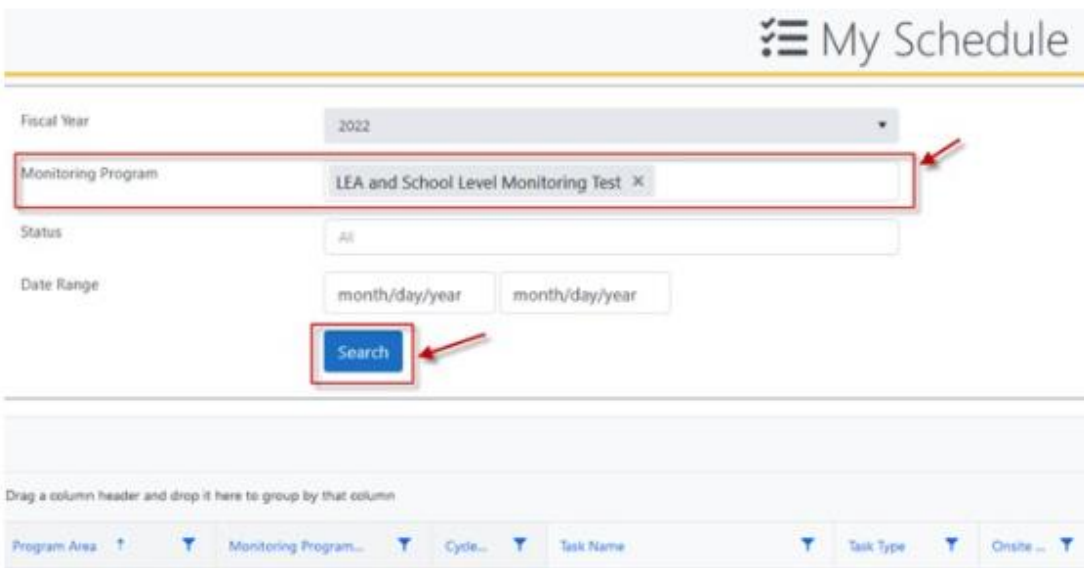 My Schedule
Fiscal Year 2022
Monitoring Program LEA and School Level Monitoring Test ×
Status All
Date Range month/day/year month/day/year
Search
Drag a column header and drop it here to group by that column
Program Area ↑ Monitoring Program... Cycle... Task Name Task Type Onsite ...